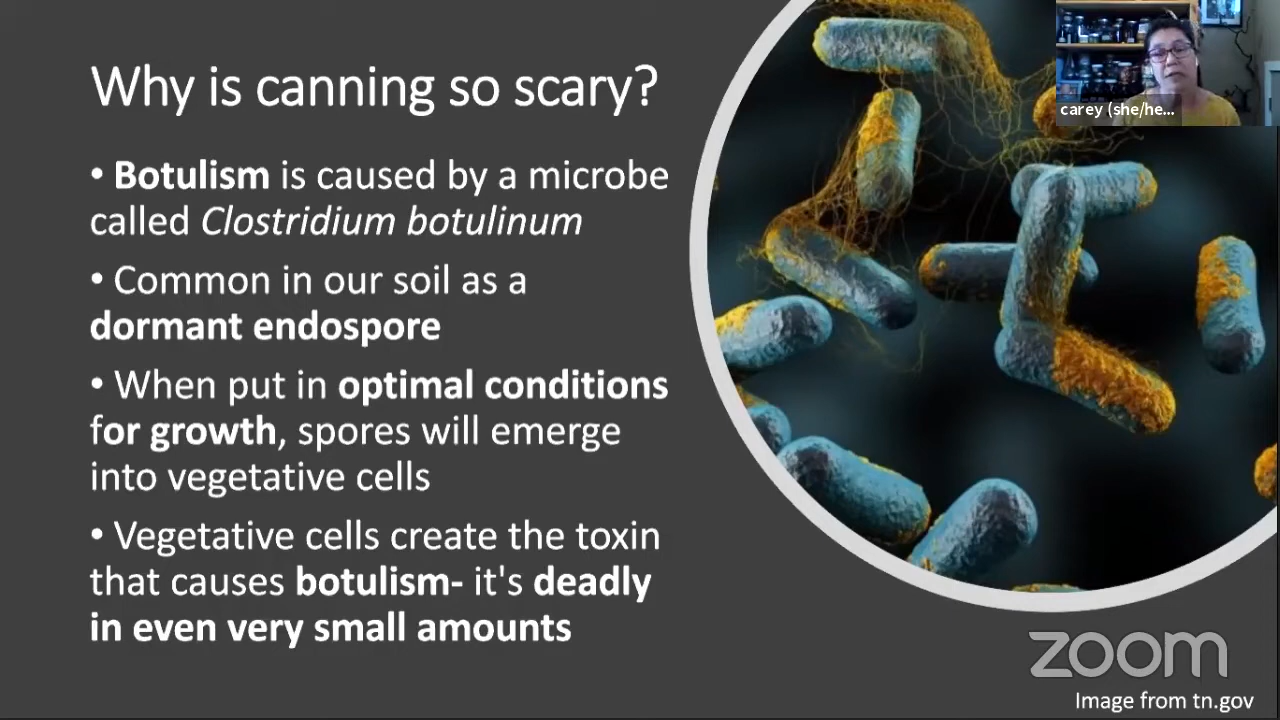 Why is canning so scary?
• Botulism is caused by a microbe
called Clostridium botulinum
• Common in our soil as a
dormant endospore
• When put in optimal conditions
for growth, spores will emerge
into vegetative cells
• Vegetative cells create the toxin
that causes botulism- it's deadly
in even very small amounts
carey (she/he...
zoom
Image from tn.gov